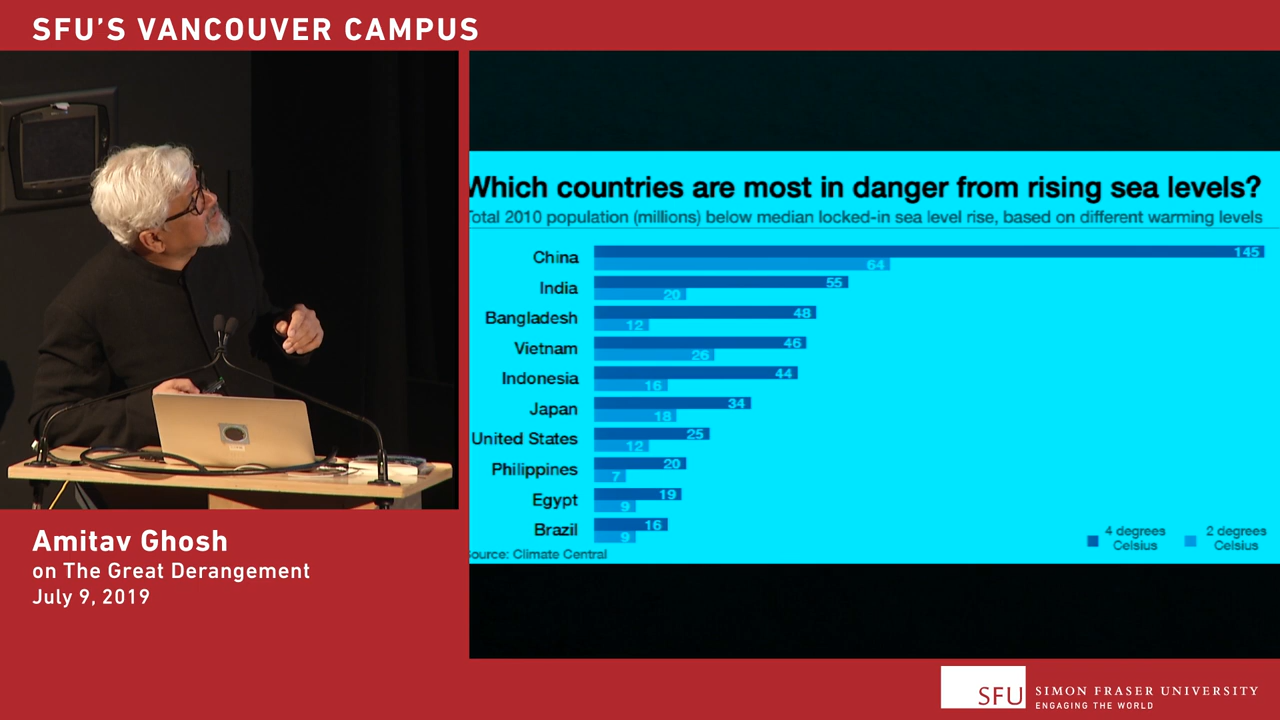 SFU'S VANCOUVER CAMPUS
Which countries are most in danger from rising sea levels?
Total 2010 population (millions) below median locked-in sea level rise, based on different warming levels
China 145
64
India 55
20
Bangladesh 48
12
Vietnam 46
26
Indonesia 44
16
Japan 34
18
United States 25
12
Philippines 20
7
Egypt 19
9
Brazil 16
9
4 degrees Celsius
2 degrees Celsius
Source: Climate Central
Amitav Ghosh
on The Great Derangement
July 9, 2019
SFU
SIMON FRASER UNIVERSITY
ENGAGING THE WORLD